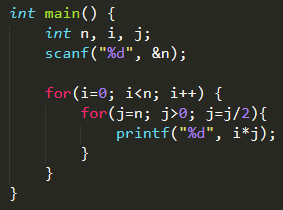 int main() {
    int n, i, j;
    scanf("%d", &n);

    for(i=0; i<n; i++) {
        for(j=n; j>0; j=j/2){
            printf("%d", i*j);
        }
    }
}